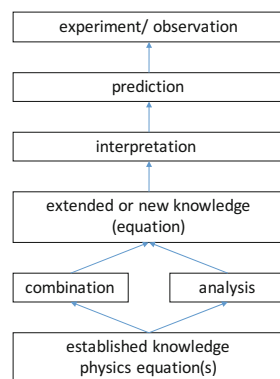 experiment/ observation
prediction
interpretation
extended or new knowledge
(equation)
combination
analysis
established knowledge
physics equation(s)